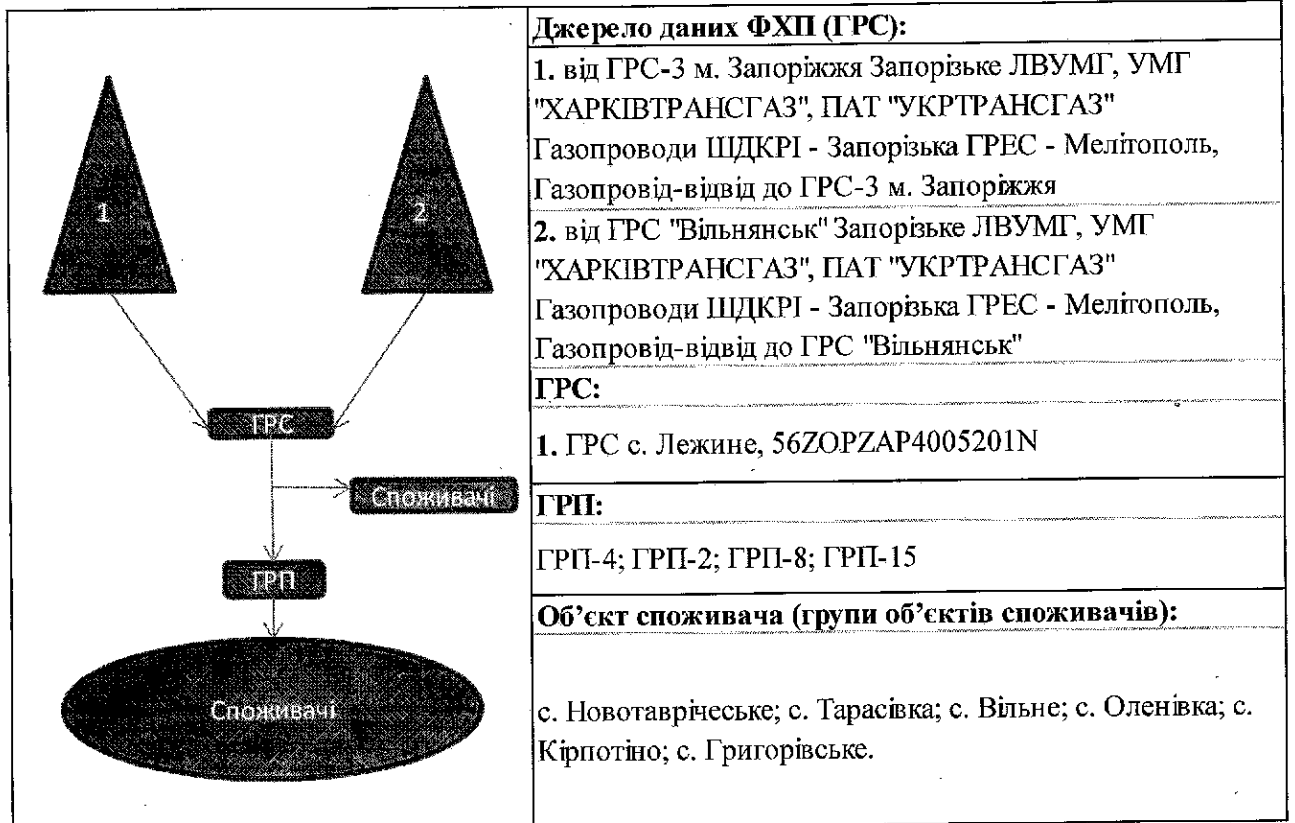 1
2
ГРС
Споживачі
ГРП
Споживачі
Джерело даних ФХП (ГРС):
1. від ГРС-3 м. Запоріжжя Запорізьке ЛВУМГ, УМГ
"ХАРКІВТРАНСГАЗ", ПАТ "УКРТРАНСГАЗ"
Газопроводи ШДКРІ - Запорізька ГРЕС - Мелітополь,
Газопровід-відвід до ГРС-3 м. Запоріжжя
2. від ГРС "Вільнянськ" Запорізьке ЛВУМГ, УМГ
"ХАРКІВТРАНСГАЗ", ПАТ "УКРТРАНСГАЗ"
Газопроводи ШДКРІ - Запорізька ГРЕС - Мелітополь,
Газопровід-відвід до ГРС "Вільнянськ"
ГРС:
1. ГРС с. Лежине, 56ZOPZAP4005201N
ГРП:
ГРП-4; ГРП-2; ГРП-8; ГРП-15
Об’єкт споживача (групи об’єктів споживачів):
с. Новотаврічеське; с. Тарасівка; с. Вільне; с. Оленівка; с.
Кірпотіно; с. Григорівське.